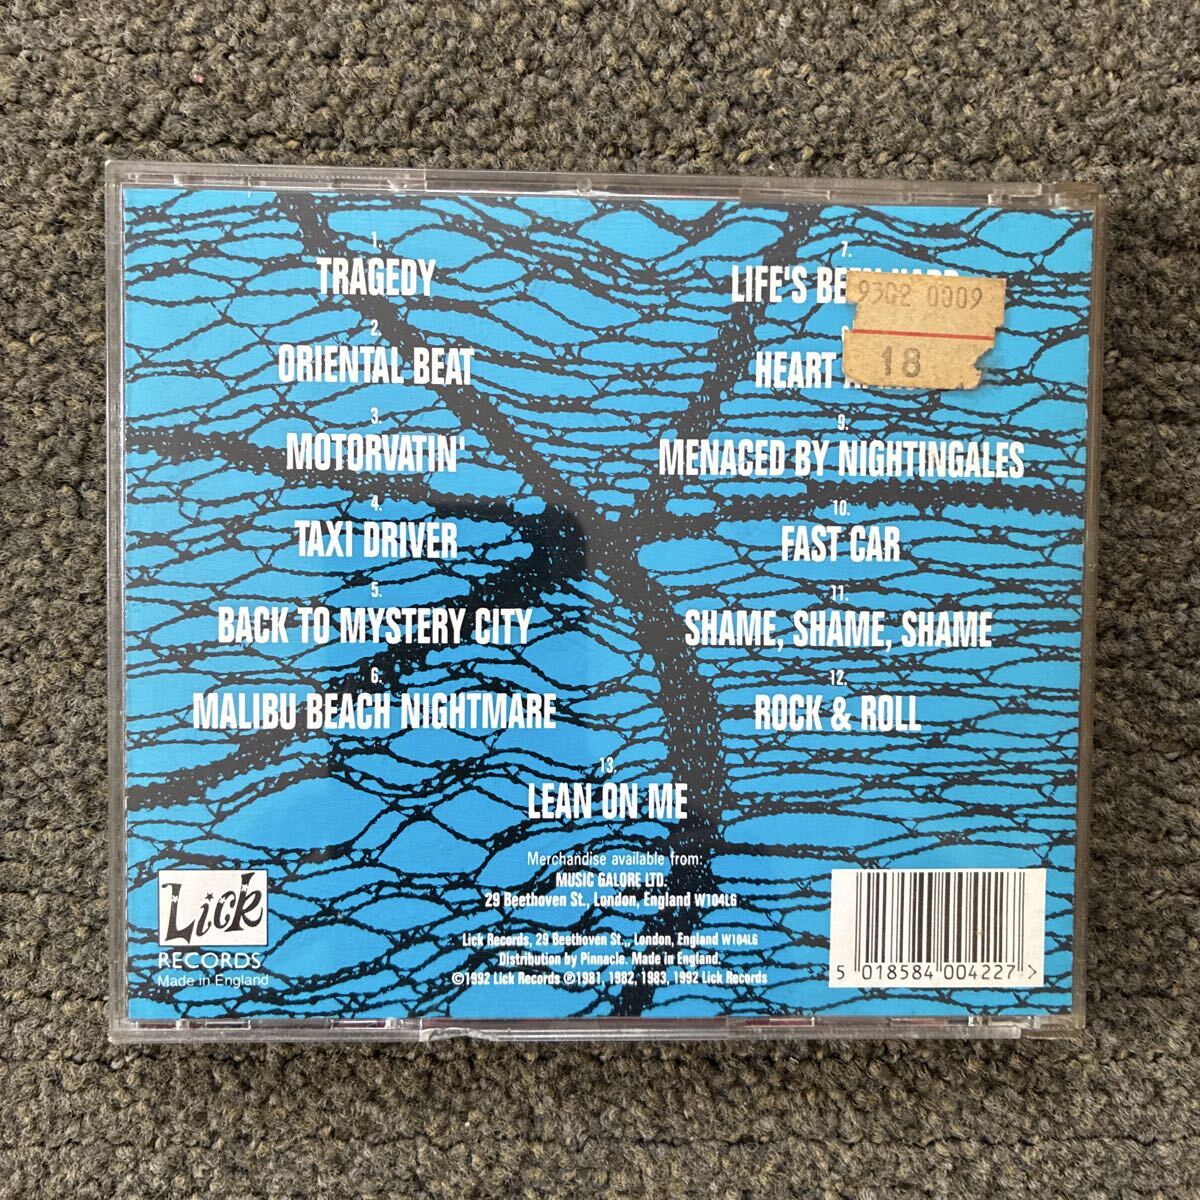 1.
TRAGEDY
2.
ORIENTAL BEAT
3.
MOTORVATIN'
4.
TAXI DRIVER
5.
BACK TO MYSTERY CITY
6.
MALIBU BEACH NIGHTMARE
7.
LIFE'S
9302 0009
18
HEART
9.
MENACED BY NIGHTINGALES
10.
FAST CAR
11.
SHAME, SHAME, SHAME
12.
ROCK & ROLL
13.
LEAN ON ME
Merchandise available from:
MUSIC GALORE LTD.
29 Beethoven St., London, England W104LG
Lick Records, 29 Beethoven St.,, London, England W104LG
Distribution by Pinnacle. Made in England.
©1992 Lick Records ℗1981, 1982, 1983, 1992 Lick Records
Lick
RECORDS
Made in England
5 018584 004227 >